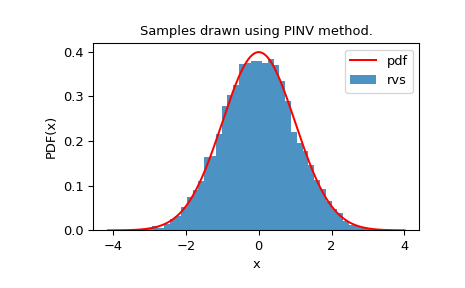 Samples drawn using PINV method.
pdf
rvs
PDF(x)
0.4
0.3
0.2
0.1
0.0
−4 −2 0 2 4
x